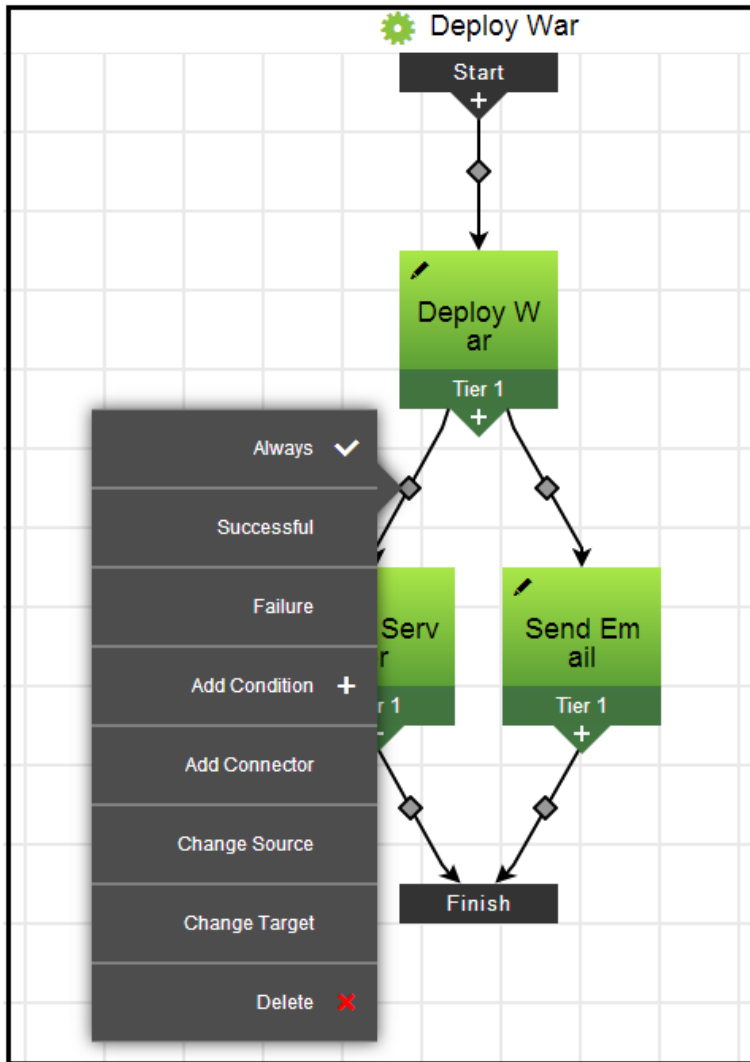 Deploy War
Start
Deploy W
ar
Tier 1
Always
Successful
Failure
Serv
r
Send Em
ail
Add Condition
r 1
Tier 1
Add Connector
Change Source
Change Target
Finish
Delete